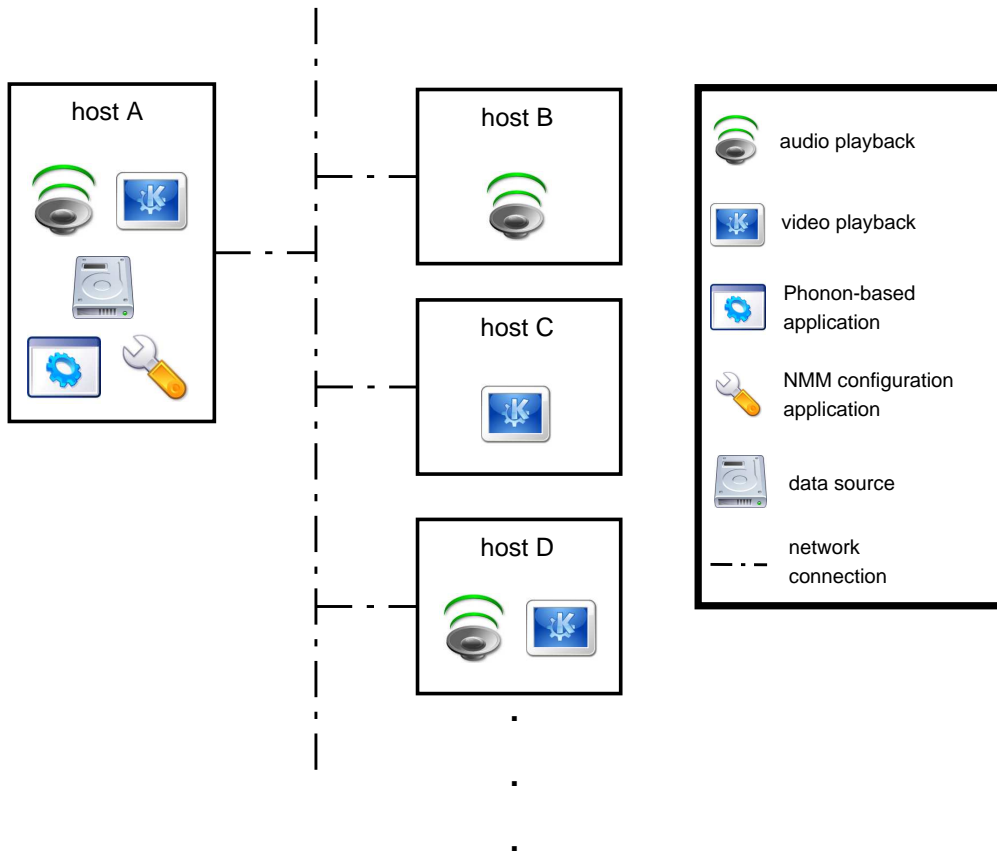 host A
host B
host C
host D
audio playback
video playback
Phonon-based
application
NMM configuration
application
data source
network
connection